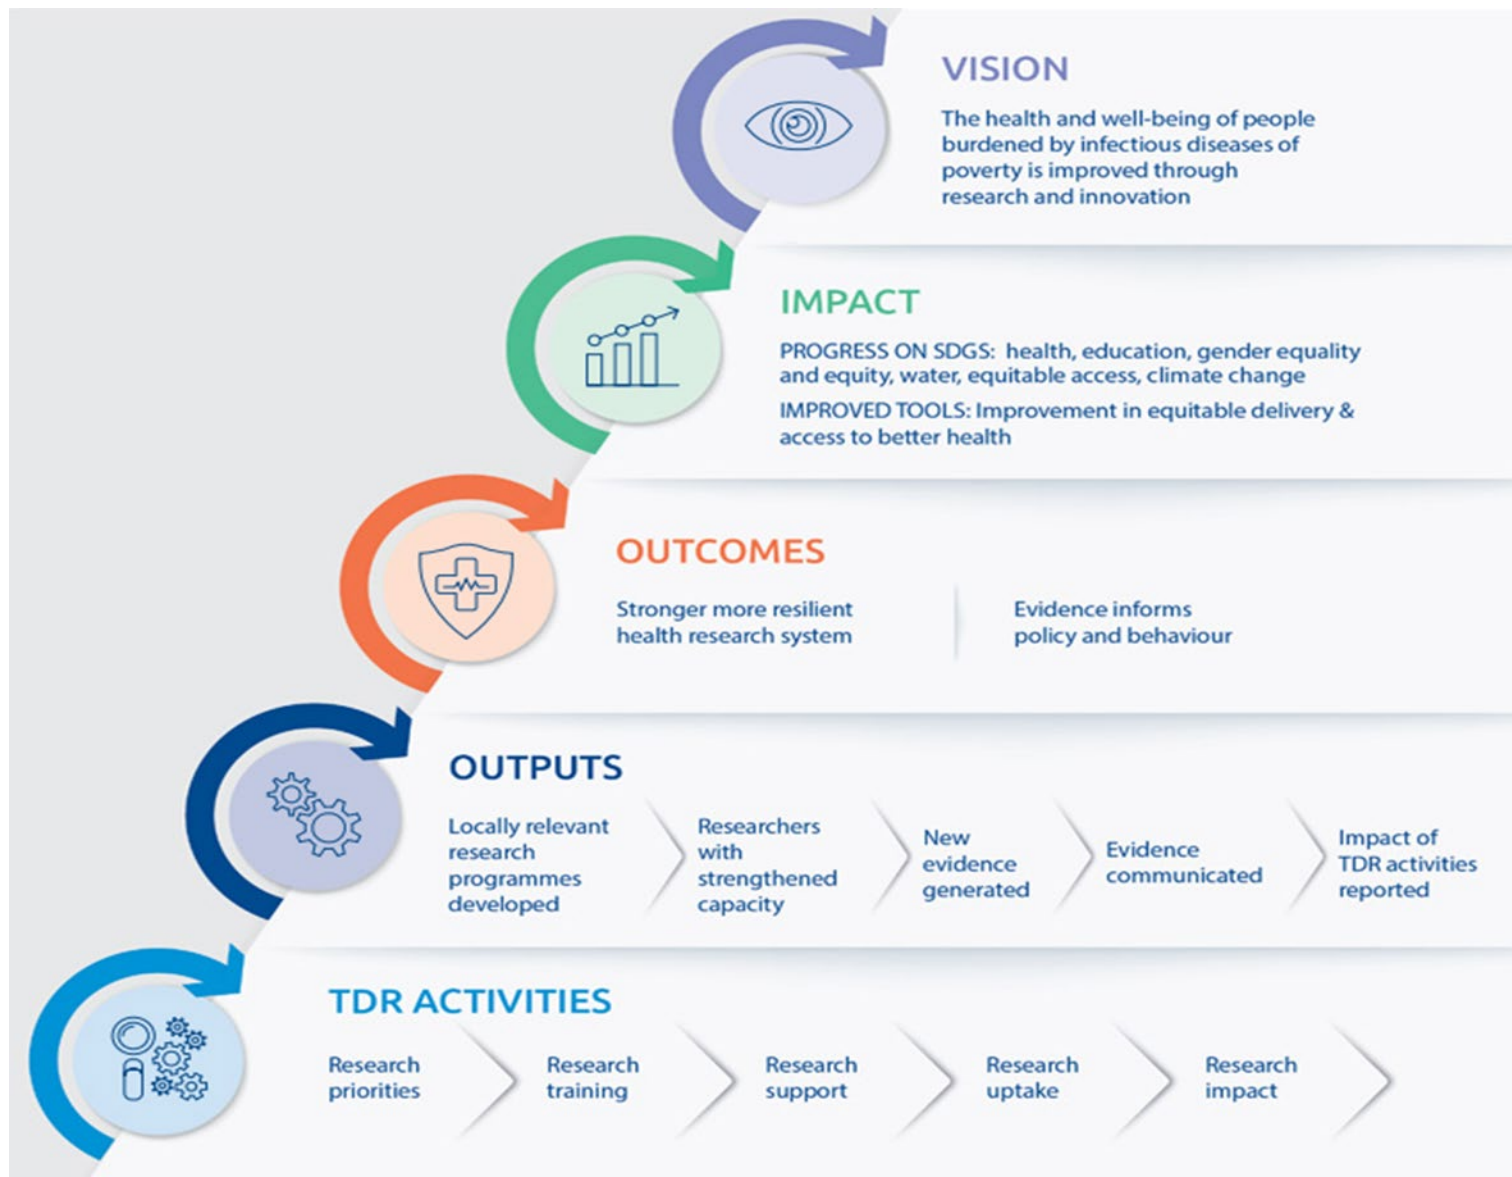 VISION
The health and well-being of people
burdened by infectious diseases of
poverty is improved through
research and innovation
IMPACT
PROGRESS ON SDGS: health, education, gender equality
and equity, water, equitable access, climate change
IMPROVED TOOLS: Improvement in equitable delivery &
access to better health
OUTCOMES
Stronger more resilient
health research system
Evidence informs
policy and behaviour
OUTPUTS
Locally relevant
research
programmes
developed
Researchers
with
strengthened
capacity
New
evidence
generated
Evidence
communicated
Impact of
TDR activities
reported
TDR ACTIVITIES
Research
priorities
Research
training
Research
support
Research
uptake
Research
impact